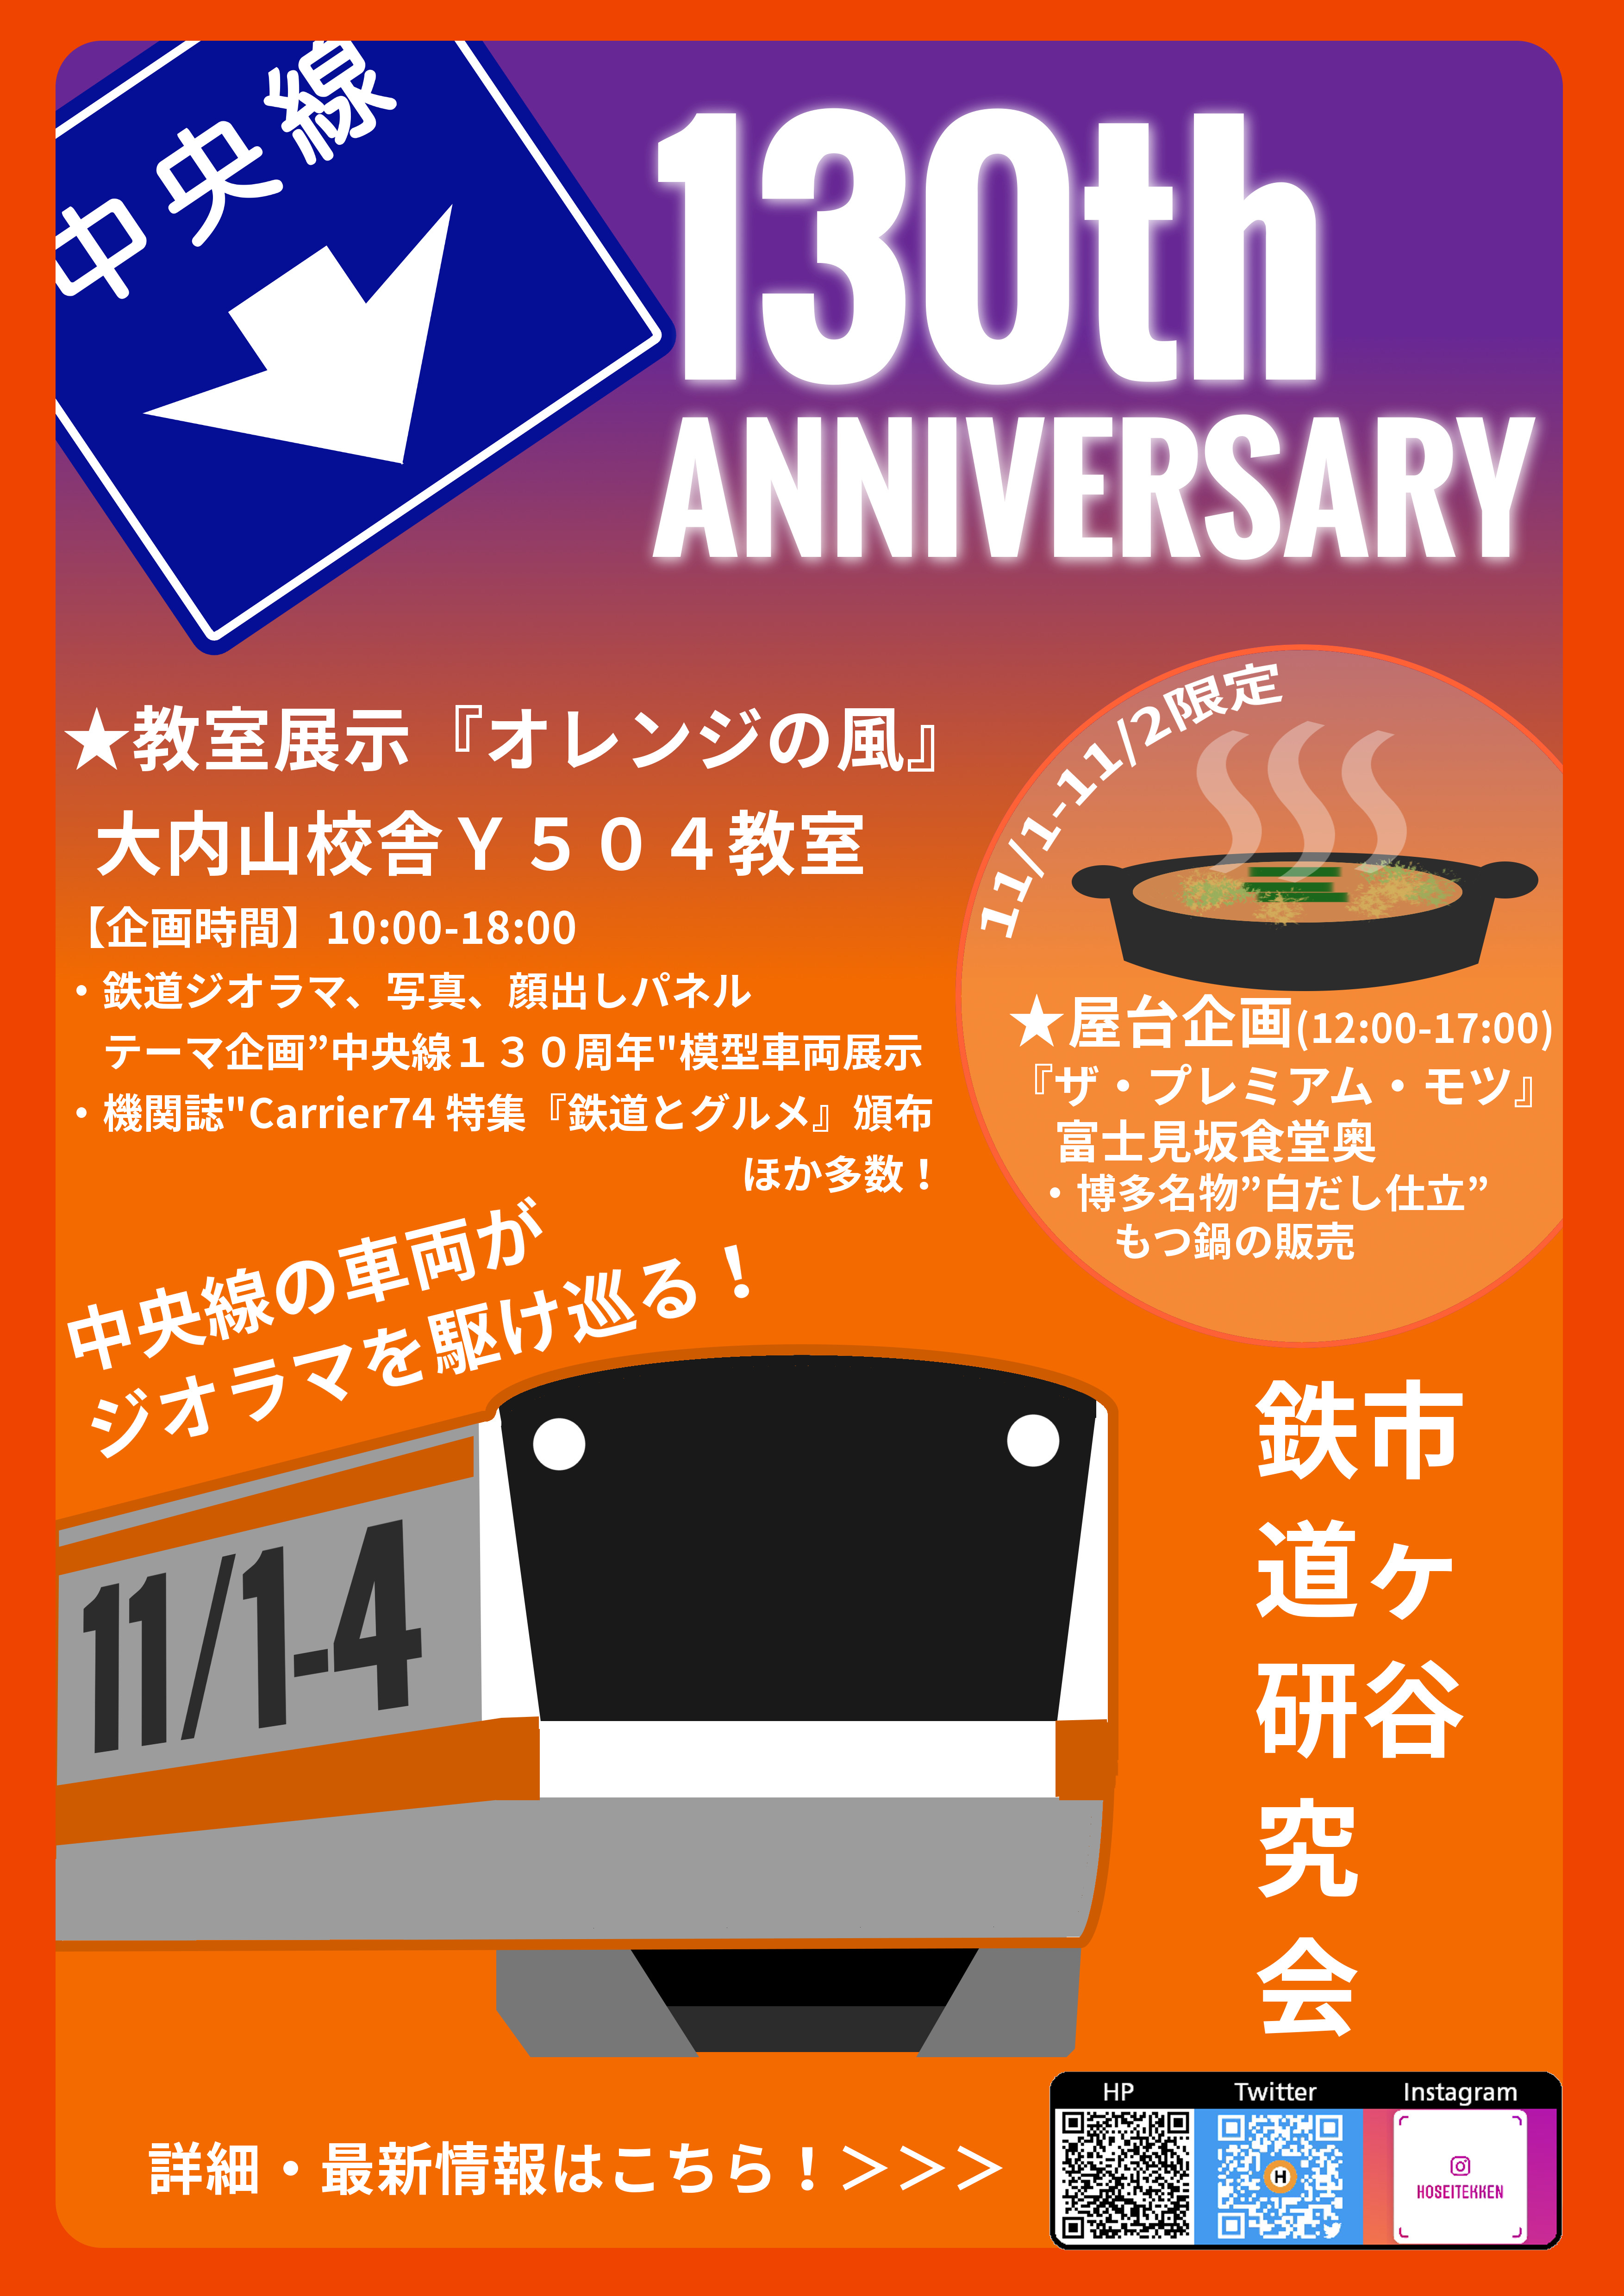 中央線
130th
ANNIVERSARY
★教室展示『オレンジの風』
大内山校舎Ｙ５０４教室
【企画時間】10:00-18:00
・鉄道ジオラマ、写真、顔出しパネル
テーマ企画”中央線１３０周年"模型車両展示
・機関誌"Carrier74 特集『鉄道とグルメ』頒布
ほか多数！
11/1-11/2限定
★屋台企画(12:00-17:00)
『ザ・プレミアム・モツ』
富士見坂食堂奥
・博多名物”白だし仕立”
もつ鍋の販売
中央線の車両が
ジオラマを駆け巡る！
11/1-4
市ヶ谷
鉄道研究会
詳細・最新情報はこちら！＞＞＞
HP
Twitter
Instagram
H
HOSEITEKKEN